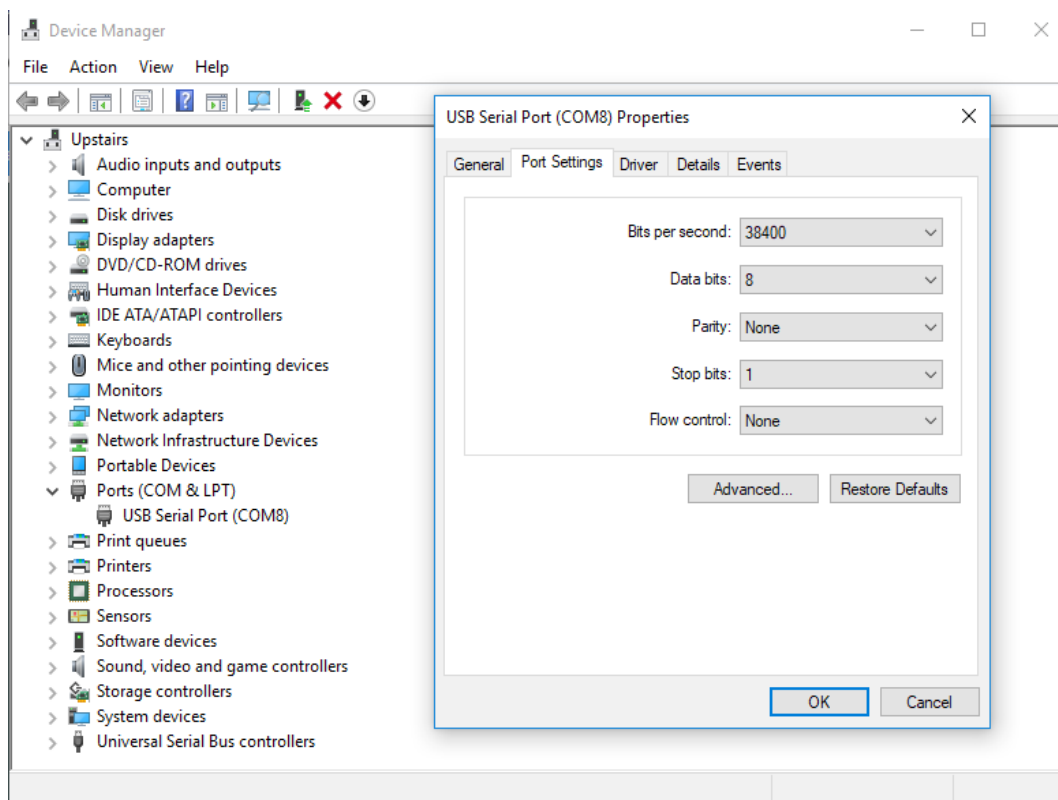 Device Manager
File Action View Help
Upstairs
Audio inputs and outputs
Computer
Disk drives
Display adapters
DVD/CD-ROM drives
Human Interface Devices
IDE ATA/ATAPI controllers
Keyboards
Mice and other pointing devices
Monitors
Network adapters
Network Infrastructure Devices
Portable Devices
Ports (COM & LPT)
USB Serial Port (COM8)
Print queues
Printers
Processors
Sensors
Software devices
Sound, video and game controllers
Storage controllers
System devices
Universal Serial Bus controllers
USB Serial Port (COM8) Properties
General Port Settings Driver Details Events
Bits per second: 38400
Data bits: 8
Parity: None
Stop bits: 1
Flow control: None
Advanced... Restore Defaults
OK Cancel